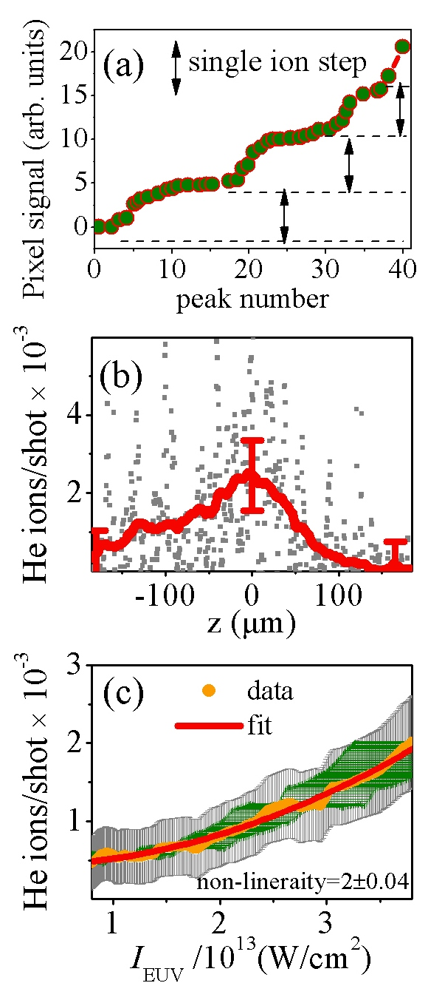 (a)
single ion step
Pixel signal (arb. units)
20
15
10
5
0
0 10 20 30 40
peak number
(b)
He ions/shot × 10⁻³
4
2
-100 0 100
z (μm)
(c)
data
fit
He ions/shot × 10⁻³
3
2
1
non-lineraity=2±0.04
1 2 3
I_EUV /10¹³(W/cm²)